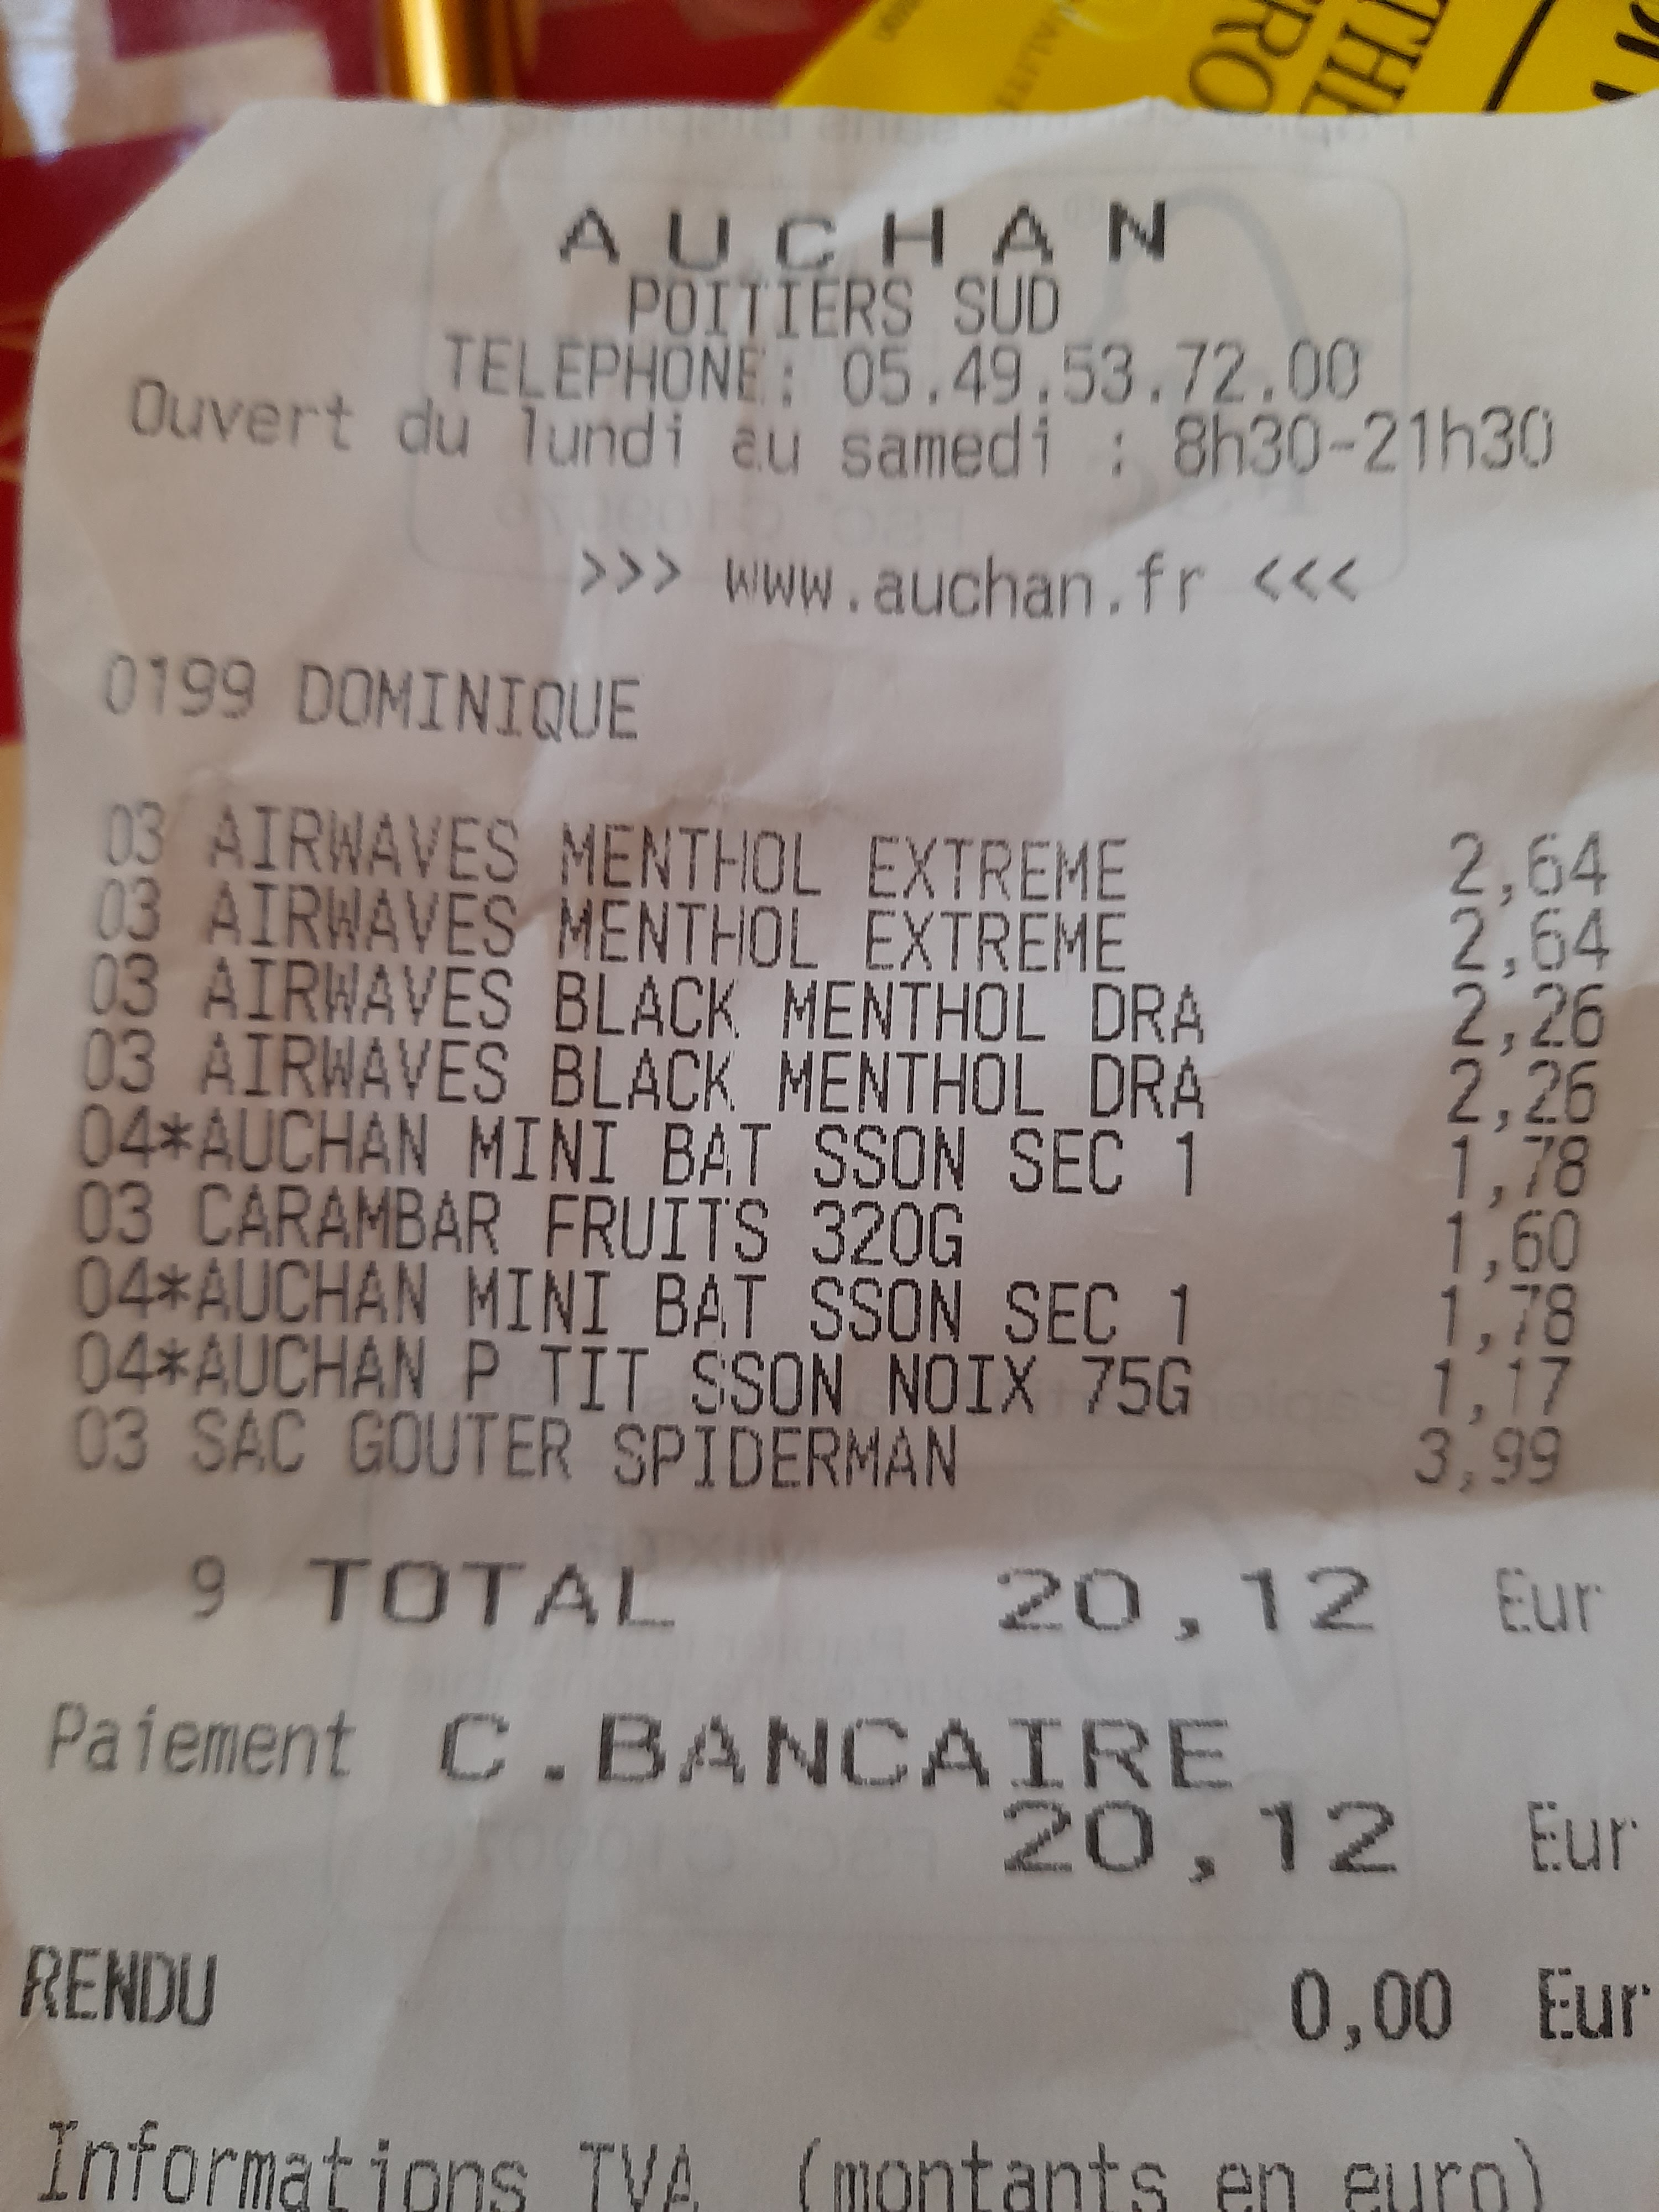 THE
RO
AUCHAN
POITIERS SUD
TELEPHONE: 05.49.53.72.00
Ouvert du lundi au samedi : 8h30-21h30
>>> www.auchan.fr <<<
0199 DOMINIQUE
03 AIRWAVES MENTHOL EXTREME 2,64
03 AIRWAVES MENTHOL EXTREME 2,64
03 AIRWAVES BLACK MENTHOL DRA 2,26
03 AIRWAVES BLACK MENTHOL DRA 2,26
04*AUCHAN MINI BAT SSON SEC 1 1,78
03 CARAMBAR FRUITS 320G 1,60
04*AUCHAN MINI BAT SSON SEC 1 1,78
04*AUCHAN P TIT SSON NOIX 75G 1,17
03 SAC GOUTER SPIDERMAN 3,99
9 TOTAL 20,12 Eur
Paiement C.BANCAIRE
20,12 Eur
RENDU 0,00 Eur
Informations TVA (montants en euro)